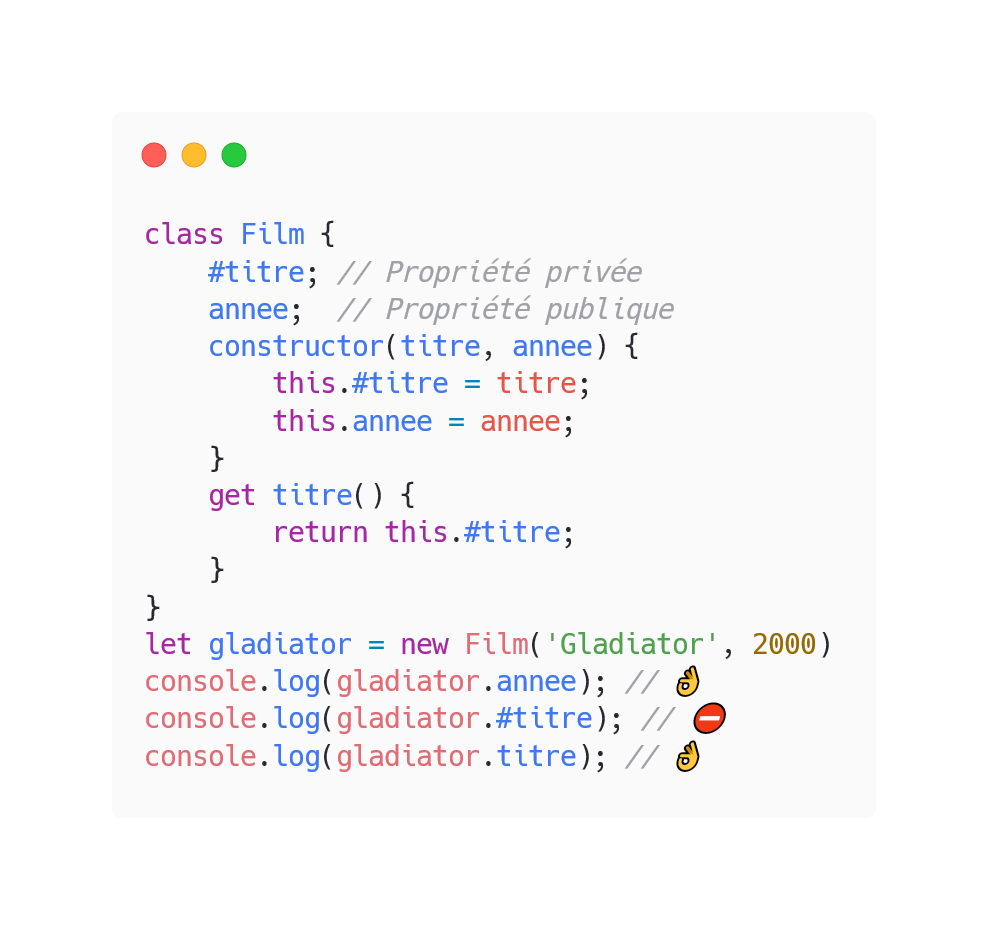 class Film {
    #titre; // Propriété privée
    annee;  // Propriété publique
    constructor(titre, annee) {
        this.#titre = titre;
        this.annee = annee;
    }
    get titre() {
        return this.#titre;
    }
}
let gladiator = new Film('Gladiator', 2000)
console.log(gladiator.annee); // 👌
console.log(gladiator.#titre); // ⛔
console.log(gladiator.titre); // 👌